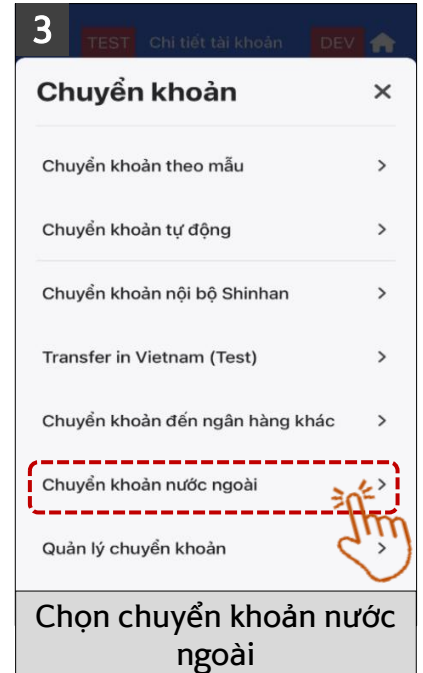 3
TEST Chi tiết tài khoản DEV
Chuyển khoản
Chuyển khoản theo mẫu
Chuyển khoản tự động
Chuyển khoản nội bộ Shinhan
Transfer in Vietnam (Test)
Chuyển khoản đến ngân hàng khác
Chuyển khoản nước ngoài
Quản lý chuyển khoản
Chọn chuyển khoản nước
ngoài